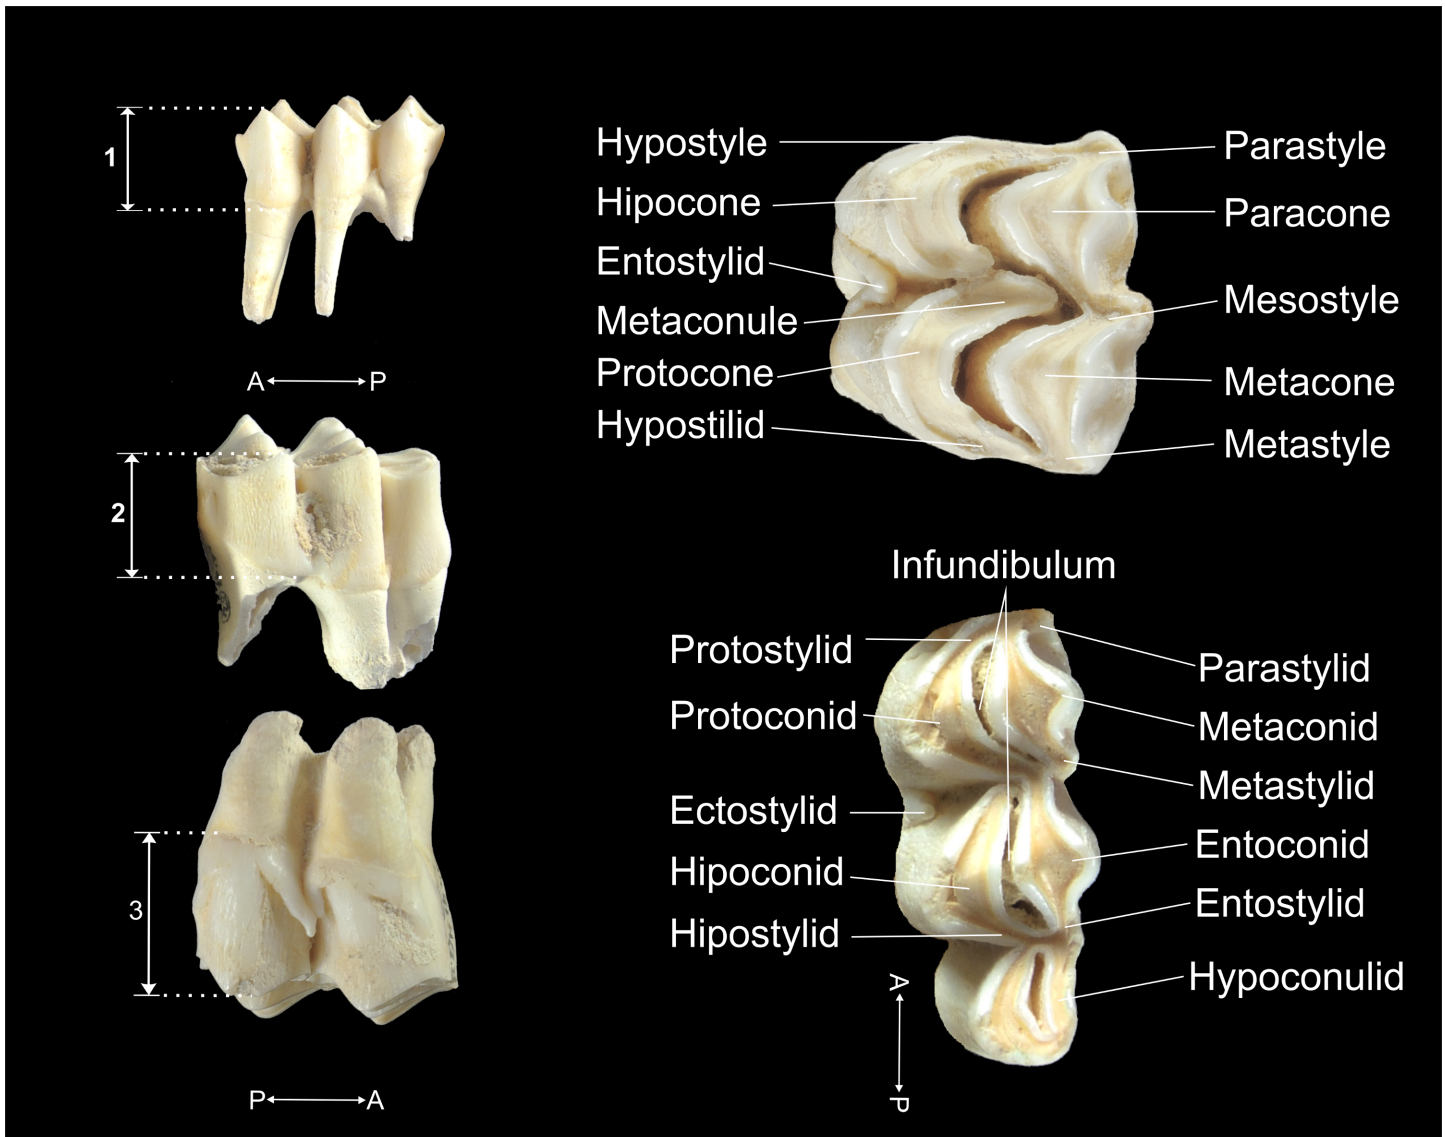 1
A P
2
3
P A
Hypostyle
Hipocone
Entostylid
Metaconule
Protocone
Hypostilid
Parastyle
Paracone
Mesostyle
Metacone
Metastyle
Infundibulum
Protostylid
Protoconid
Ectostylid
Hipoconid
Hipostylid
A
P
Parastylid
Metaconid
Metastylid
Entoconid
Entostylid
Hypoconulid